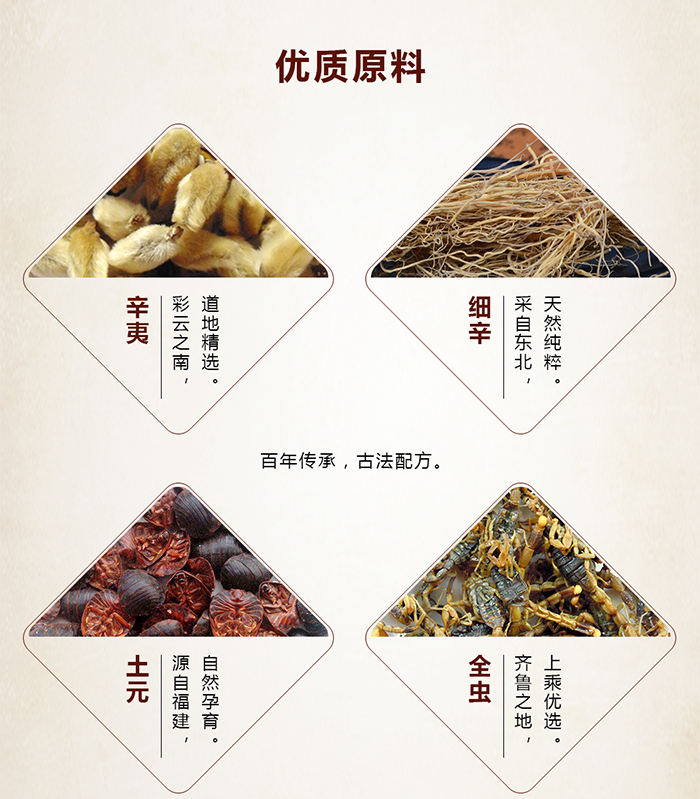 优质原料
辛夷
彩云之南，
道地精选。
细辛
采自东北，
天然纯粹。
百年传承，古法配方。
土元
源自福建，
自然孕育。
全虫
齐鲁之地，
上乘优选。